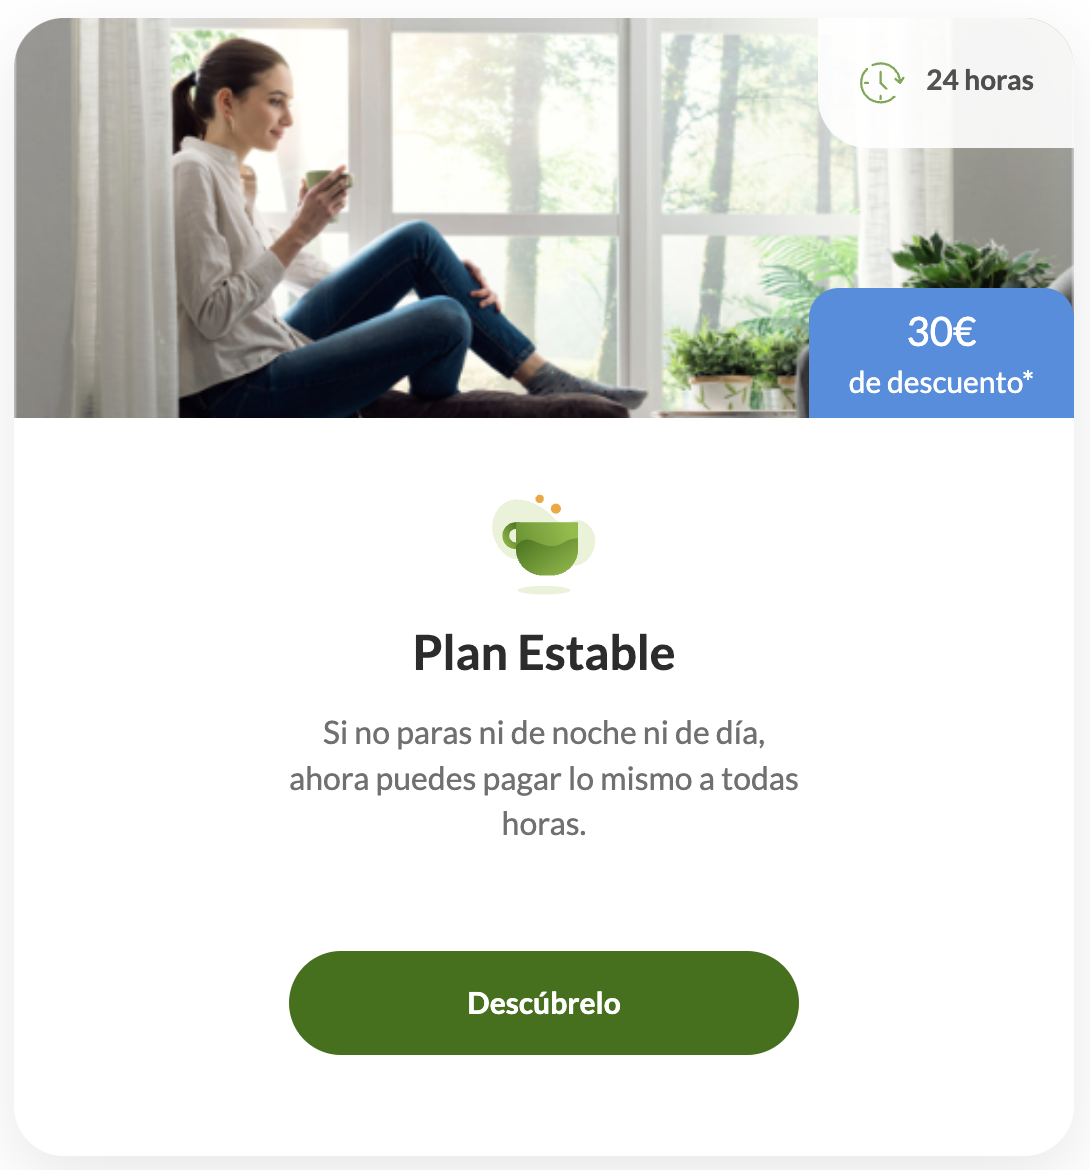 24 horas
30€
de descuento*
Plan Estable
Si no paras ni de noche ni de día,
ahora puedes pagar lo mismo a todas
horas.
Descúbrelo